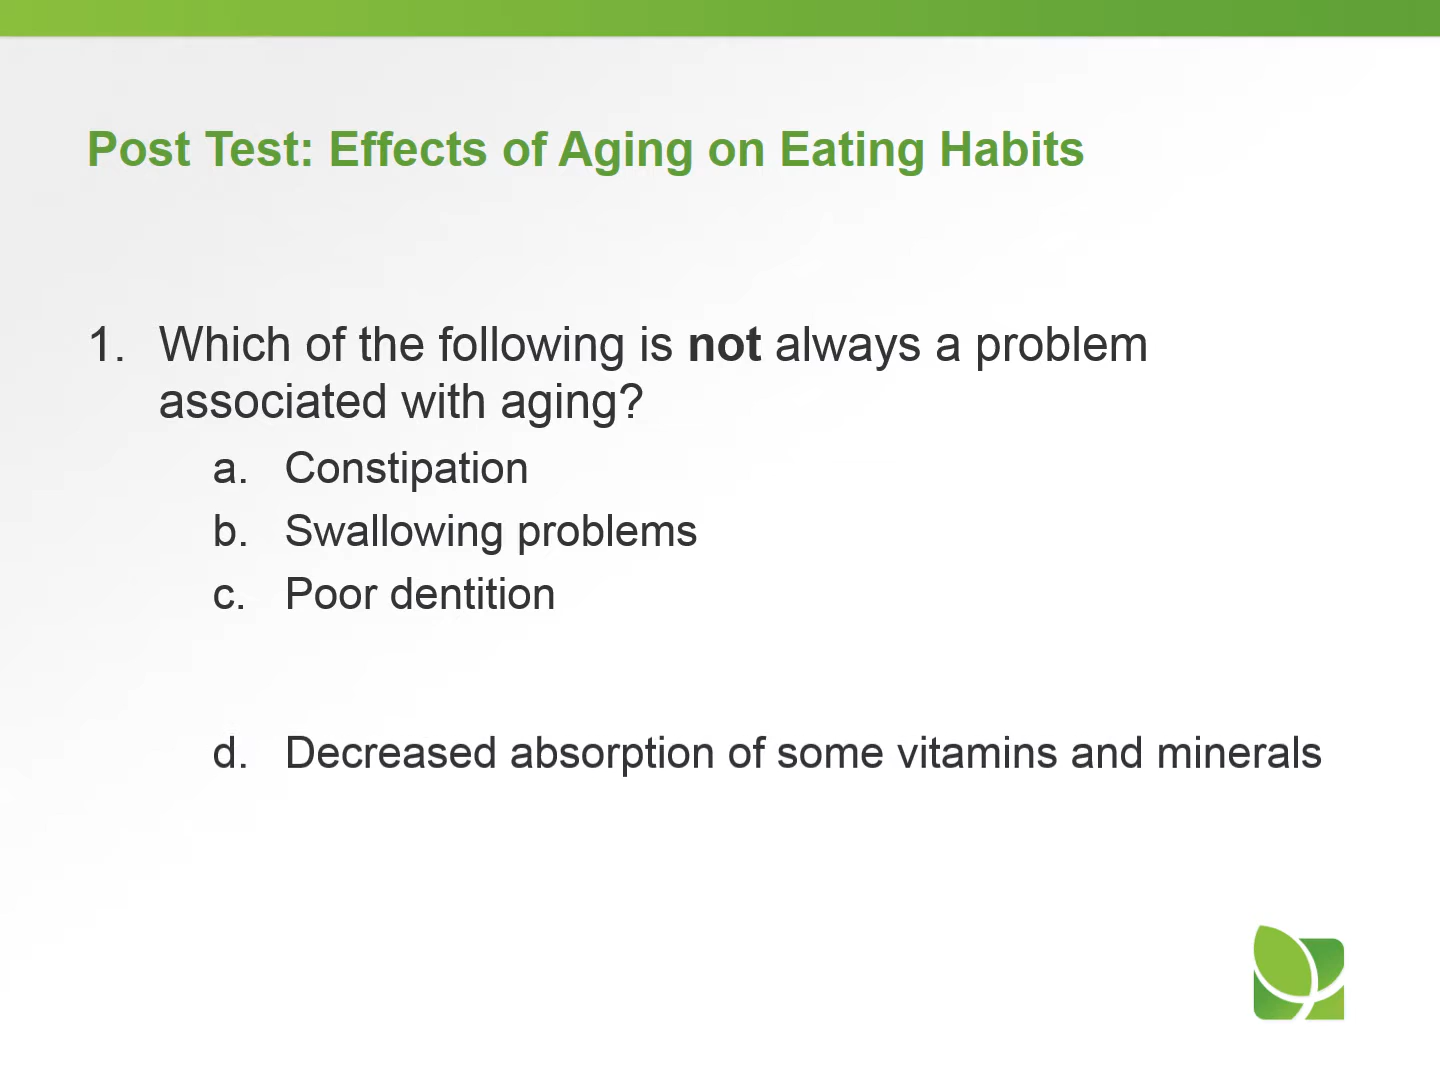 Post Test: Effects of Aging on Eating Habits
1. Which of the following is not always a problem
associated with aging?
a. Constipation
b. Swallowing problems
c. Poor dentition
d. Decreased absorption of some vitamins and minerals